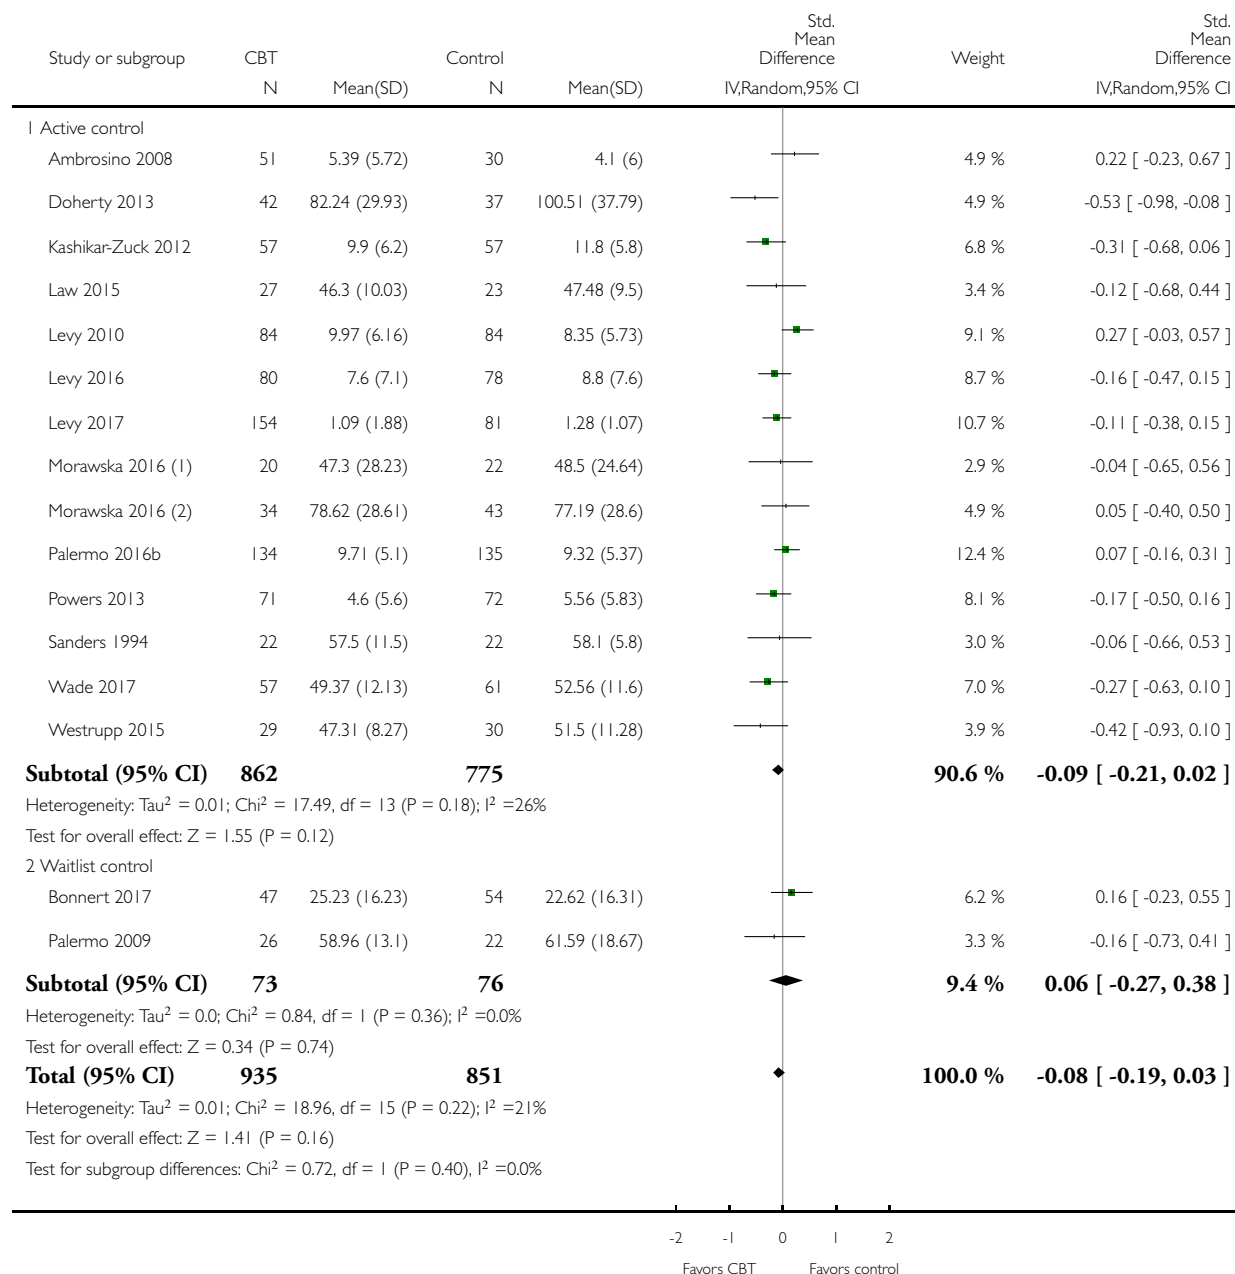 Std.
Mean
Difference
Std.
Mean
Difference
Study or subgroup CBT Control Weight
N Mean(SD) N Mean(SD) IV,Random,95% CI IV,Random,95% CI
1 Active control
Ambrosino 2008 51 5.39 (5.72) 30 4.1 (6) 4.9 % 0.22 [ -0.23, 0.67 ]
Doherty 2013 42 82.24 (29.93) 37 100.51 (37.79) 4.9 % -0.53 [ -0.98, -0.08 ]
Kashikar-Zuck 2012 57 9.9 (6.2) 57 11.8 (5.8) 6.8 % -0.31 [ -0.68, 0.06 ]
Law 2015 27 46.3 (10.03) 23 47.48 (9.5) 3.4 % -0.12 [ -0.68, 0.44 ]
Levy 2010 84 9.97 (6.16) 84 8.35 (5.73) 9.1 % 0.27 [ -0.03, 0.57 ]
Levy 2016 80 7.6 (7.1) 78 8.8 (7.6) 8.7 % -0.16 [ -0.47, 0.15 ]
Levy 2017 154 1.09 (1.88) 81 1.28 (1.07) 10.7 % -0.11 [ -0.38, 0.15 ]
Morawska 2016 (1) 20 47.3 (28.23) 22 48.5 (24.64) 2.9 % -0.04 [ -0.65, 0.56 ]
Morawska 2016 (2) 34 78.62 (28.61) 43 77.19 (28.6) 4.9 % 0.05 [ -0.40, 0.50 ]
Palermo 2016b 134 9.71 (5.1) 135 9.32 (5.37) 12.4 % 0.07 [ -0.16, 0.31 ]
Powers 2013 71 4.6 (5.6) 72 5.56 (5.83) 8.1 % -0.17 [ -0.50, 0.16 ]
Sanders 1994 22 57.5 (11.5) 22 58.1 (5.8) 3.0 % -0.06 [ -0.66, 0.53 ]
Wade 2017 57 49.37 (12.13) 61 52.56 (11.6) 7.0 % -0.27 [ -0.63, 0.10 ]
Westrupp 2015 29 47.31 (8.27) 30 51.5 (11.28) 3.9 % -0.42 [ -0.93, 0.10 ]
Subtotal (95% CI) 862 775 90.6 % -0.09 [ -0.21, 0.02 ]
Heterogeneity: Tau² = 0.01; Chi² = 17.49, df = 13 (P = 0.18); I² =26%
Test for overall effect: Z = 1.55 (P = 0.12)
2 Waitlist control
Bonnert 2017 47 25.23 (16.23) 54 22.62 (16.31) 6.2 % 0.16 [ -0.23, 0.55 ]
Palermo 2009 26 58.96 (13.1) 22 61.59 (18.67) 3.3 % -0.16 [ -0.73, 0.41 ]
Subtotal (95% CI) 73 76 9.4 % 0.06 [ -0.27, 0.38 ]
Heterogeneity: Tau² = 0.0; Chi² = 0.84, df = 1 (P = 0.36); I² =0.0%
Test for overall effect: Z = 0.34 (P = 0.74)
Total (95% CI) 935 851 100.0 % -0.08 [ -0.19, 0.03 ]
Heterogeneity: Tau² = 0.01; Chi² = 18.96, df = 15 (P = 0.22); I² =21%
Test for overall effect: Z = 1.41 (P = 0.16)
Test for subgroup differences: Chi² = 0.72, df = 1 (P = 0.40), I² =0.0%
-2 -1 0 1 2
Favors CBT Favors control